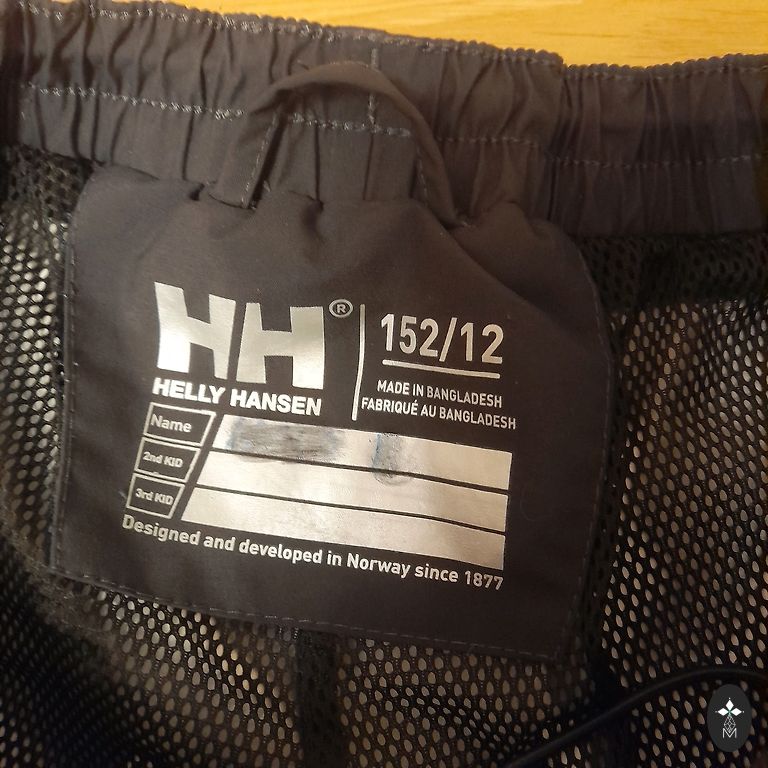 HH®
HELLY HANSEN
152/12
MADE IN BANGLADESH
FABRIQUÉ AU BANGLADESH
Name
2nd KID
3rd KID
Designed and developed in Norway since 1877
M